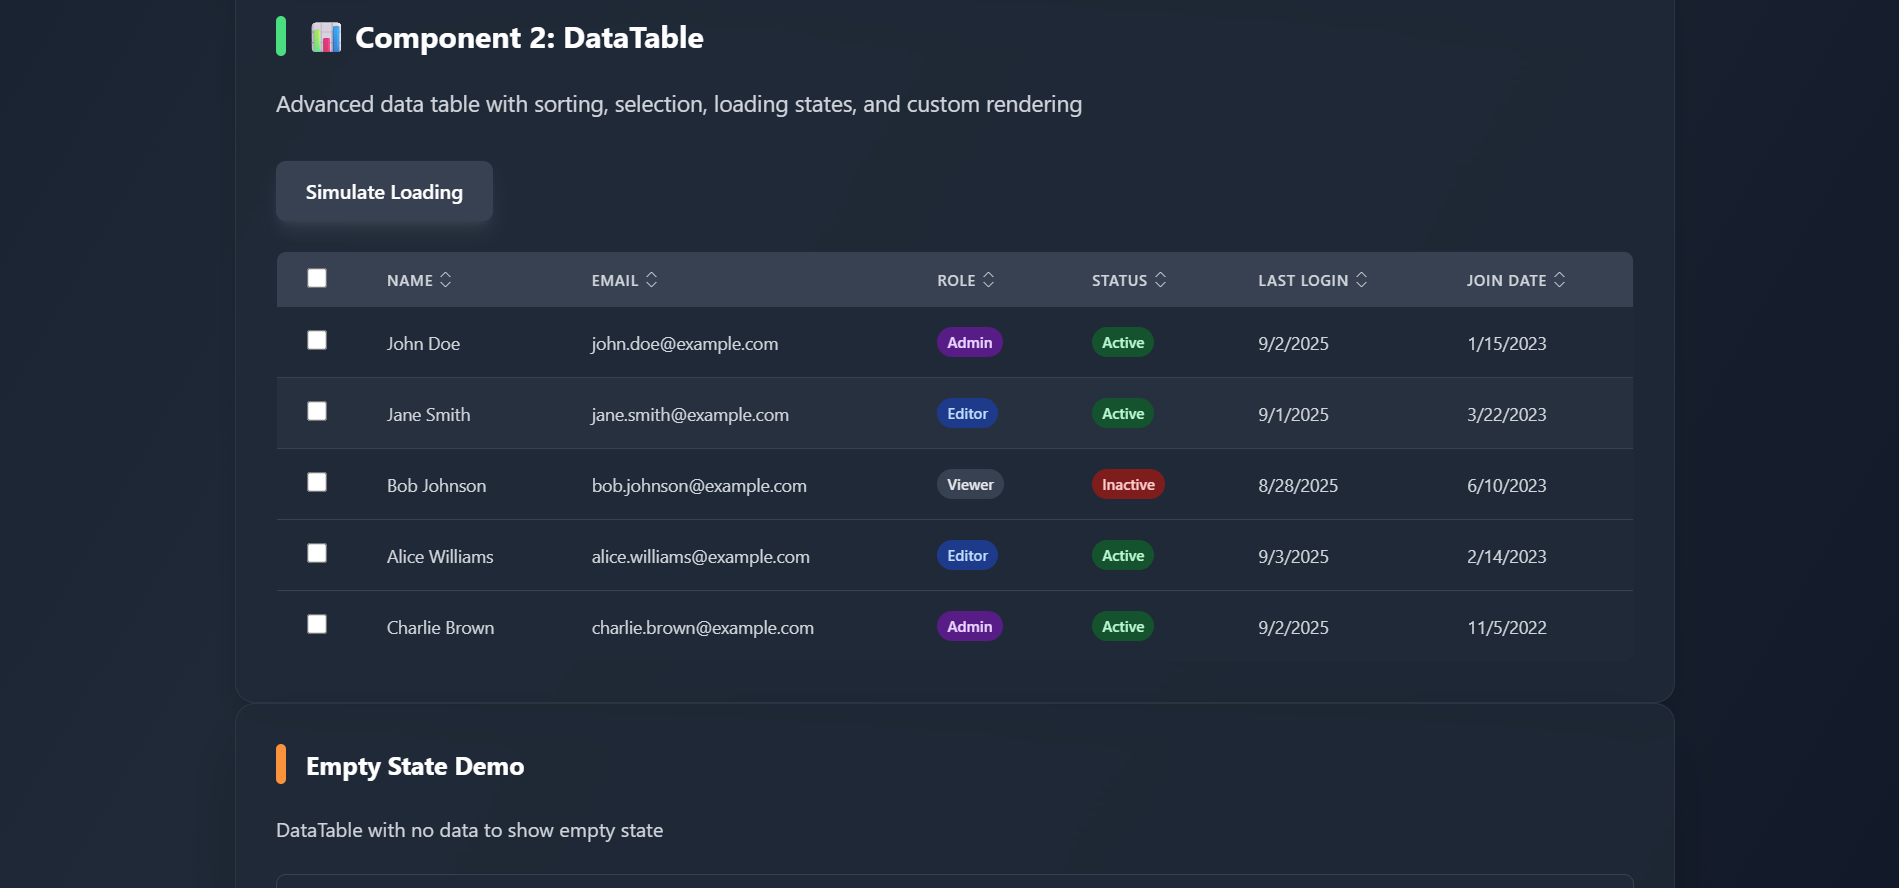 Component 2: DataTable
Advanced data table with sorting, selection, loading states, and custom rendering
Simulate Loading
NAME EMAIL ROLE STATUS LAST LOGIN JOIN DATE
John Doe john.doe@example.com Admin Active 9/2/2025 1/15/2023
Jane Smith jane.smith@example.com Editor Active 9/1/2025 3/22/2023
Bob Johnson bob.johnson@example.com Viewer Inactive 8/28/2025 6/10/2023
Alice Williams alice.williams@example.com Editor Active 9/3/2025 2/14/2023
Charlie Brown charlie.brown@example.com Admin Active 9/2/2025 11/5/2022
Empty State Demo
DataTable with no data to show empty state